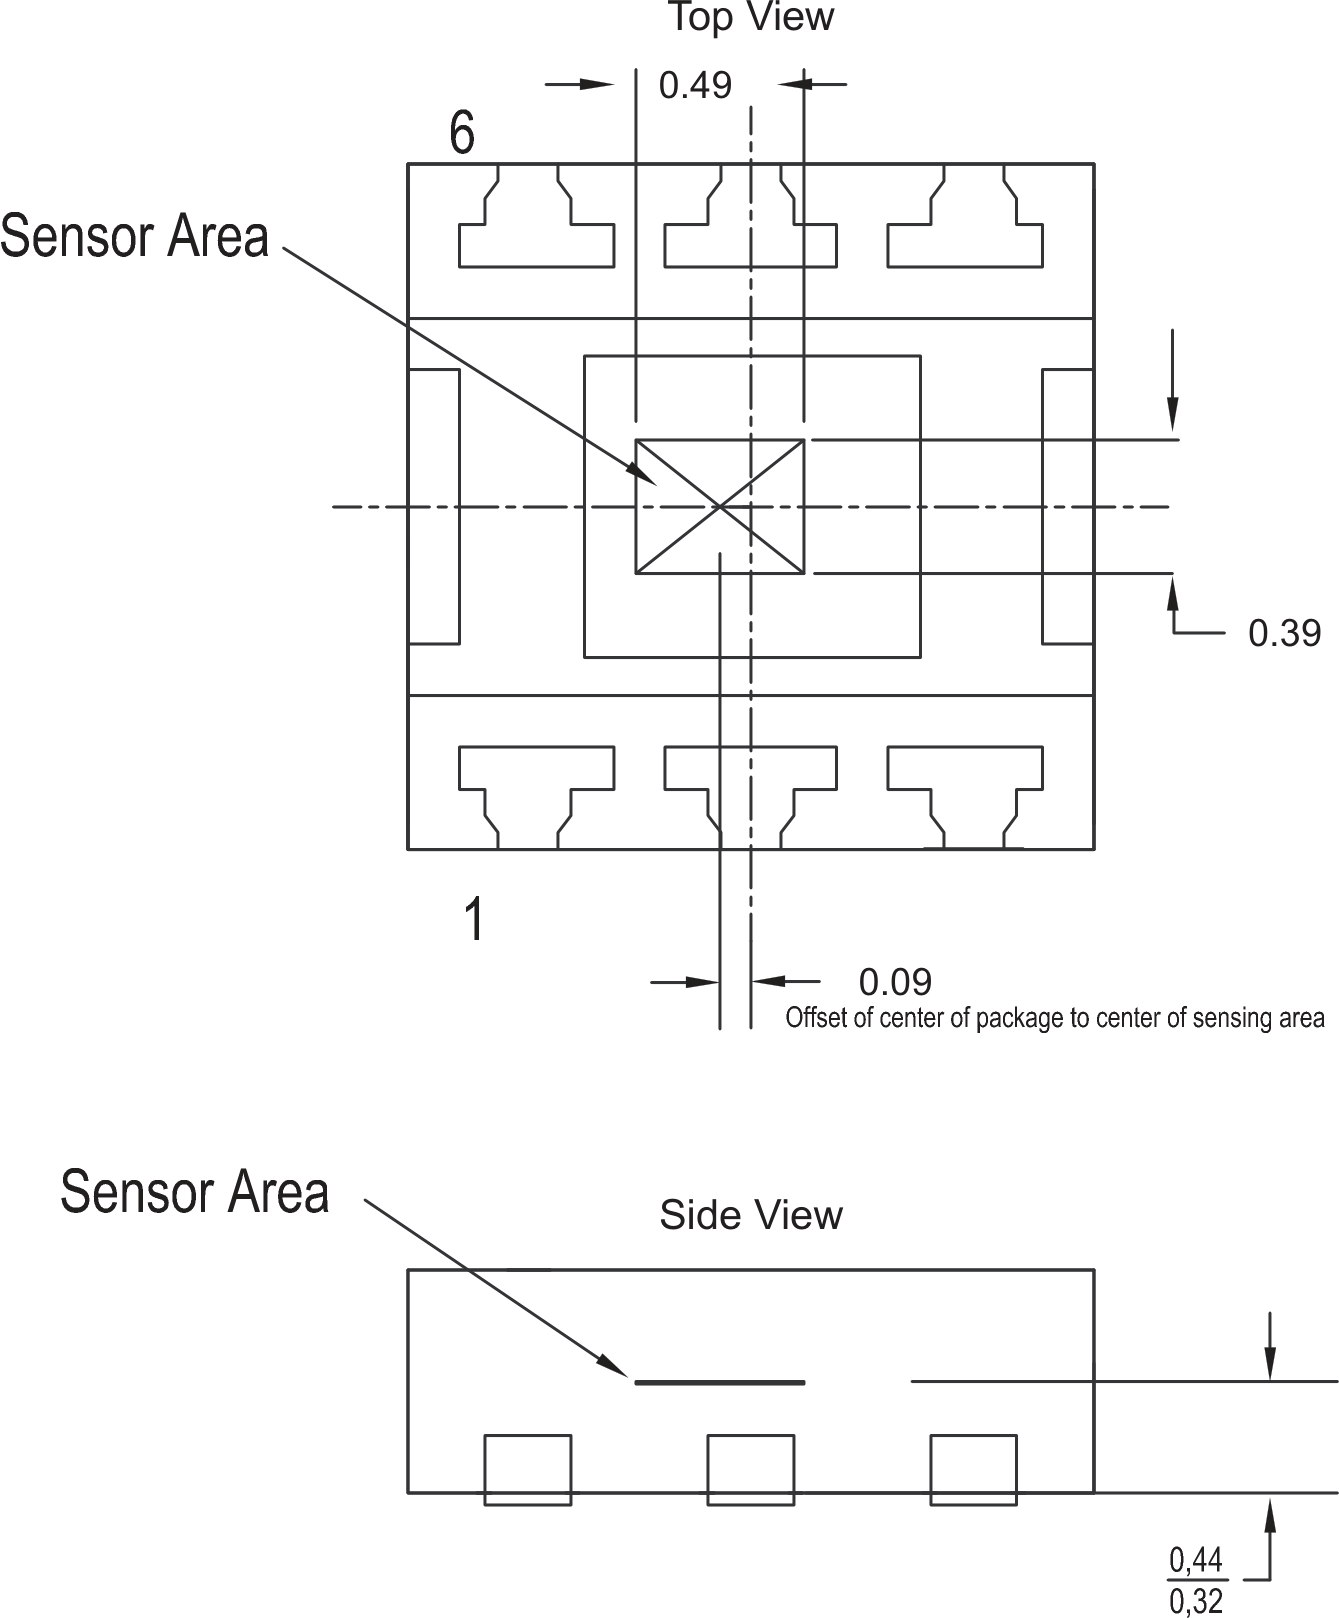 Top View
0.49
6
Sensor Area
0.39
1
0.09
Offset of center of package to center of sensing area
Sensor Area
Side View
0,44
0,32